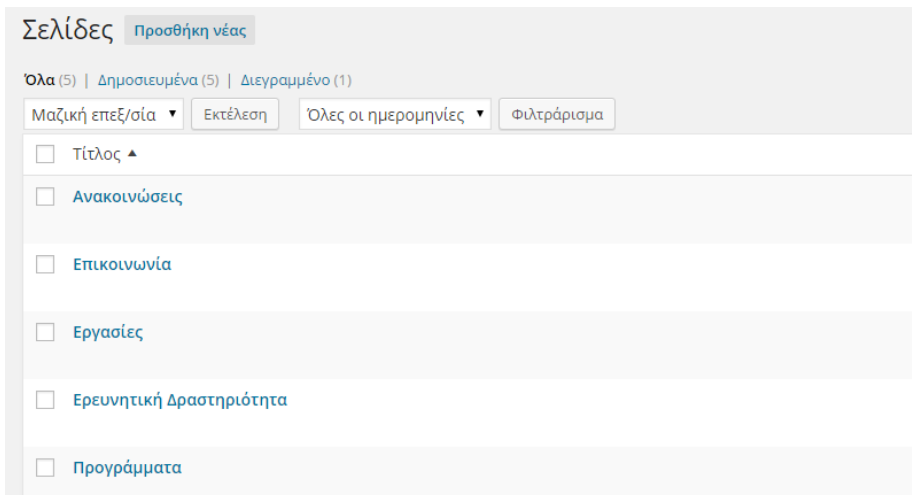 Σελίδες Προσθήκη νέας
Όλα (5) | Δημοσιευμένα (5) | Διεγραμμένο (1)
Μαζική επεξ/σία Εκτέλεση Όλες οι ημερομηνίες Φιλτράρισμα
Τίτλος
Ανακοινώσεις
Επικοινωνία
Εργασίες
Ερευνητική Δραστηριότητα
Προγράμματα